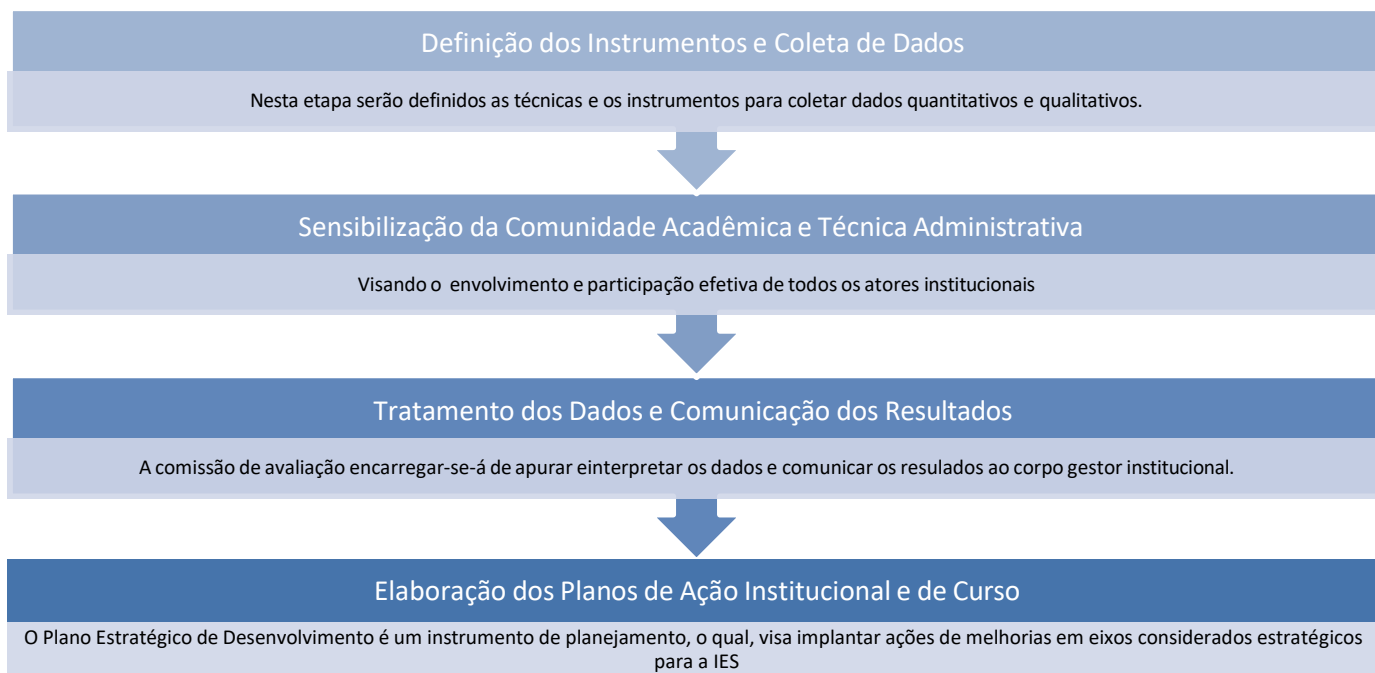 Definição dos Instrumentos e Coleta de Dados
Nesta etapa serão definidos as técnicas e os instrumentos para coletar dados quantitativos e qualitativos.
Sensibilização da Comunidade Acadêmica e Técnica Administrativa
Visando o envolvimento e participação efetiva de todos os atores institucionais
Tratamento dos Dados e Comunicação dos Resultados
A comissão de avaliação encarregar-se-á de apurar einterpretar os dados e comunicar os resulados ao corpo gestor institucional.
Elaboração dos Planos de Ação Institucional e de Curso
O Plano Estratégico de Desenvolvimento é um instrumento de planejamento, o qual, visa implantar ações de melhorias em eixos considerados estratégicos
para a IES